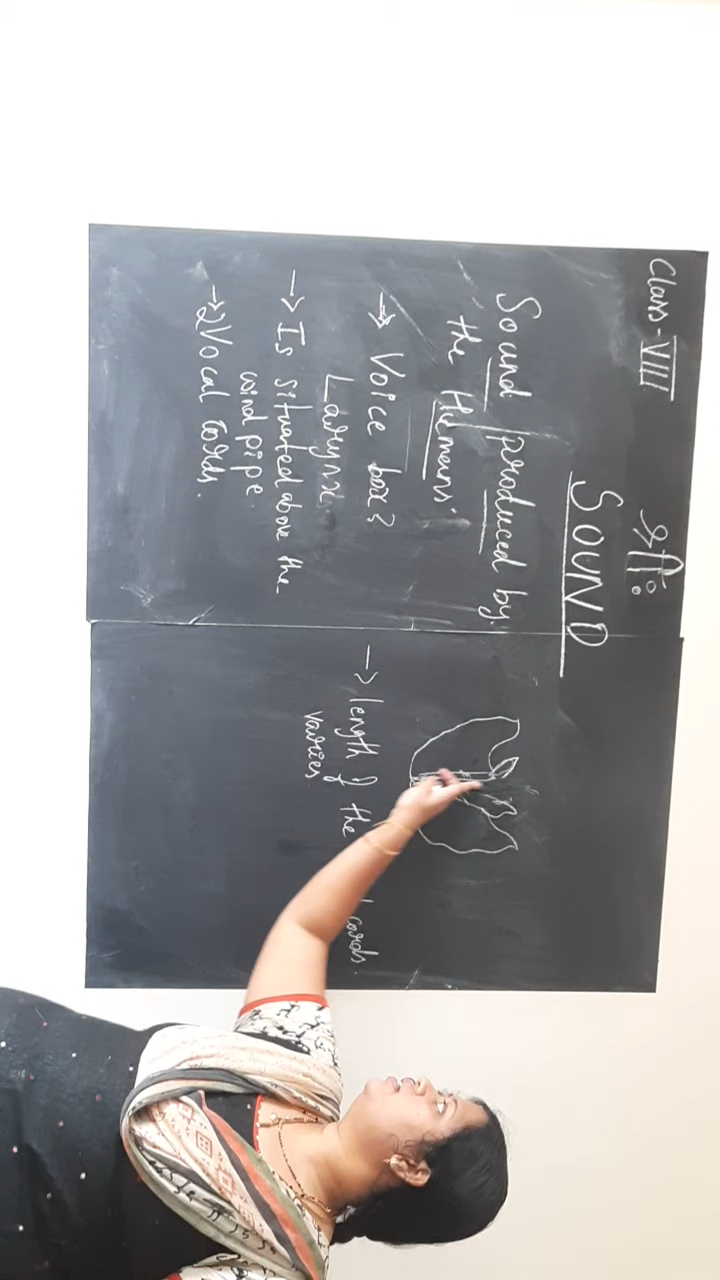 Class-VIII
SOUND
Sound produced by
the Humans
→ Voice box?
Larynx
→ Is situated above the
wind pipe.
→ 2 Vocal cords.
→ length of the cords.
varies